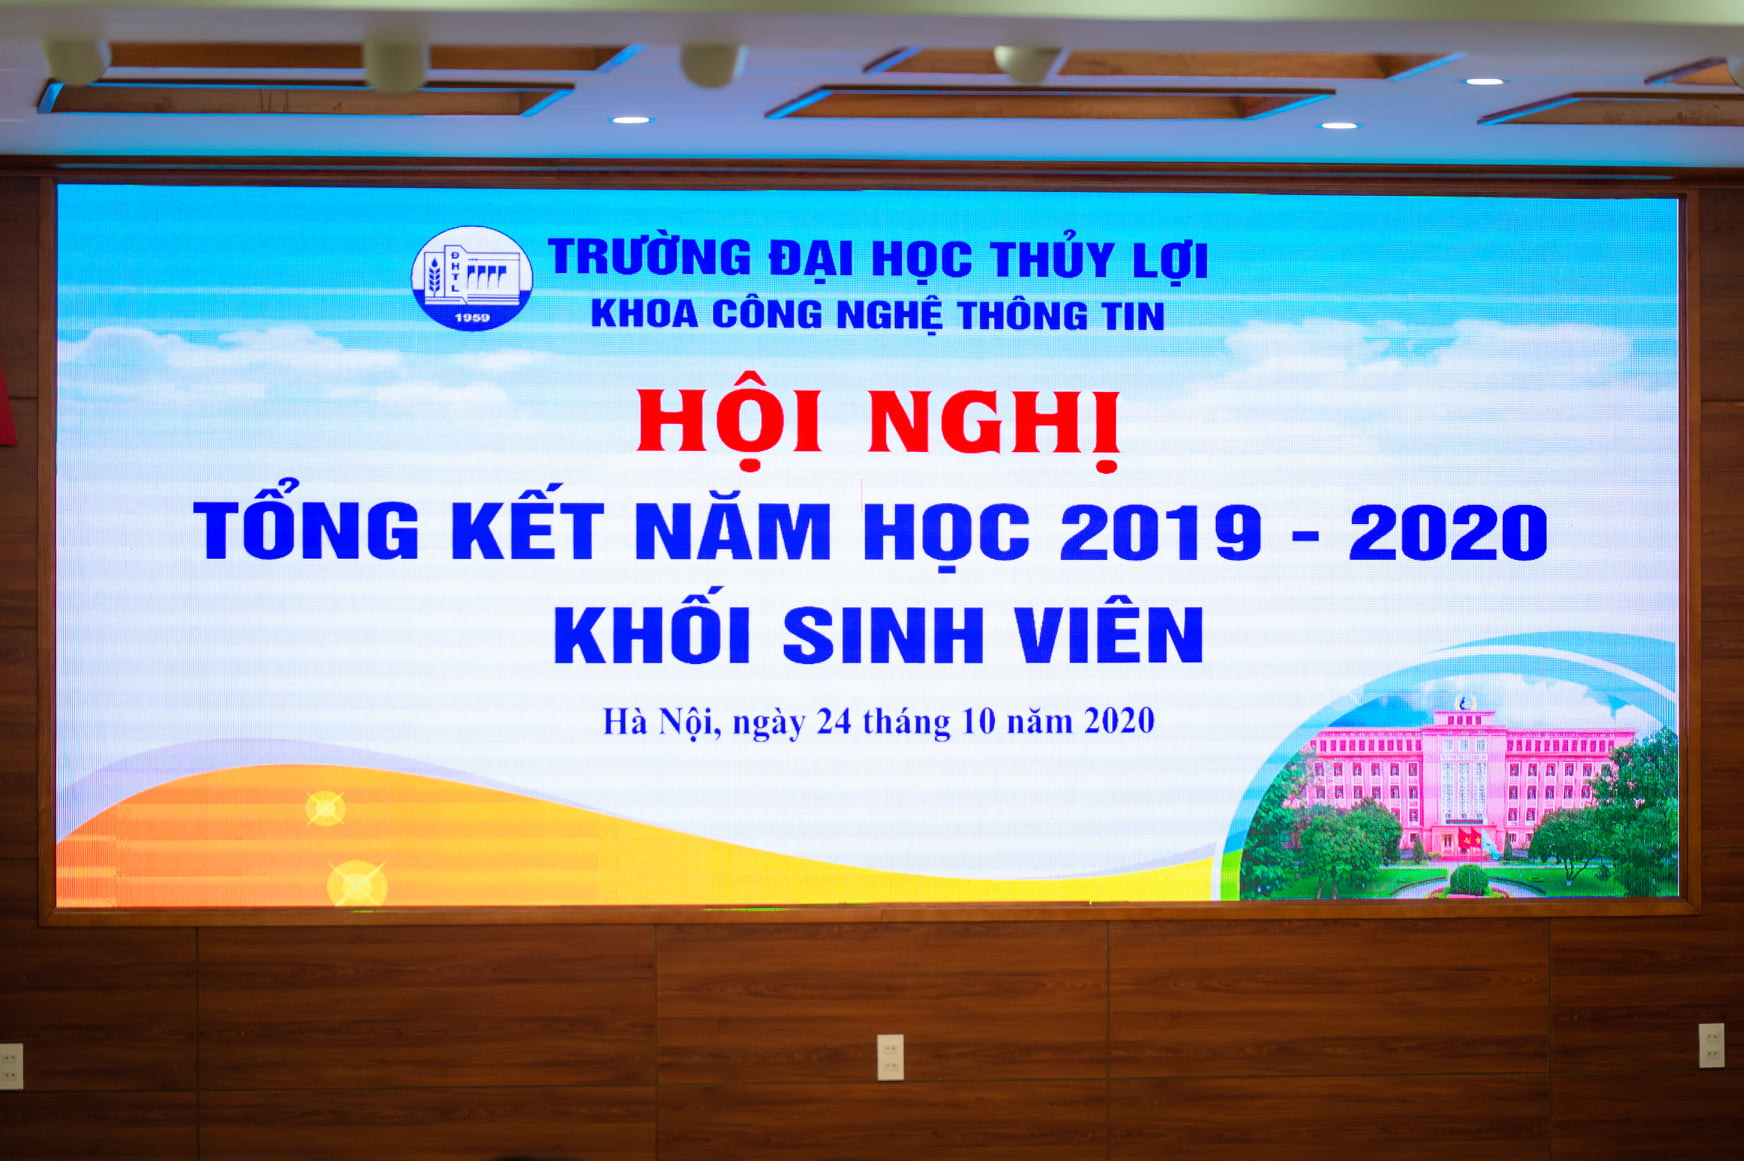 ĐHTL
1959
TRƯỜNG ĐẠI HỌC THỦY LỢI
KHOA CÔNG NGHỆ THÔNG TIN
HỘI NGHỊ
TỔNG KẾT NĂM HỌC 2019 - 2020
KHỐI SINH VIÊN
Hà Nội, ngày 24 tháng 10 năm 2020